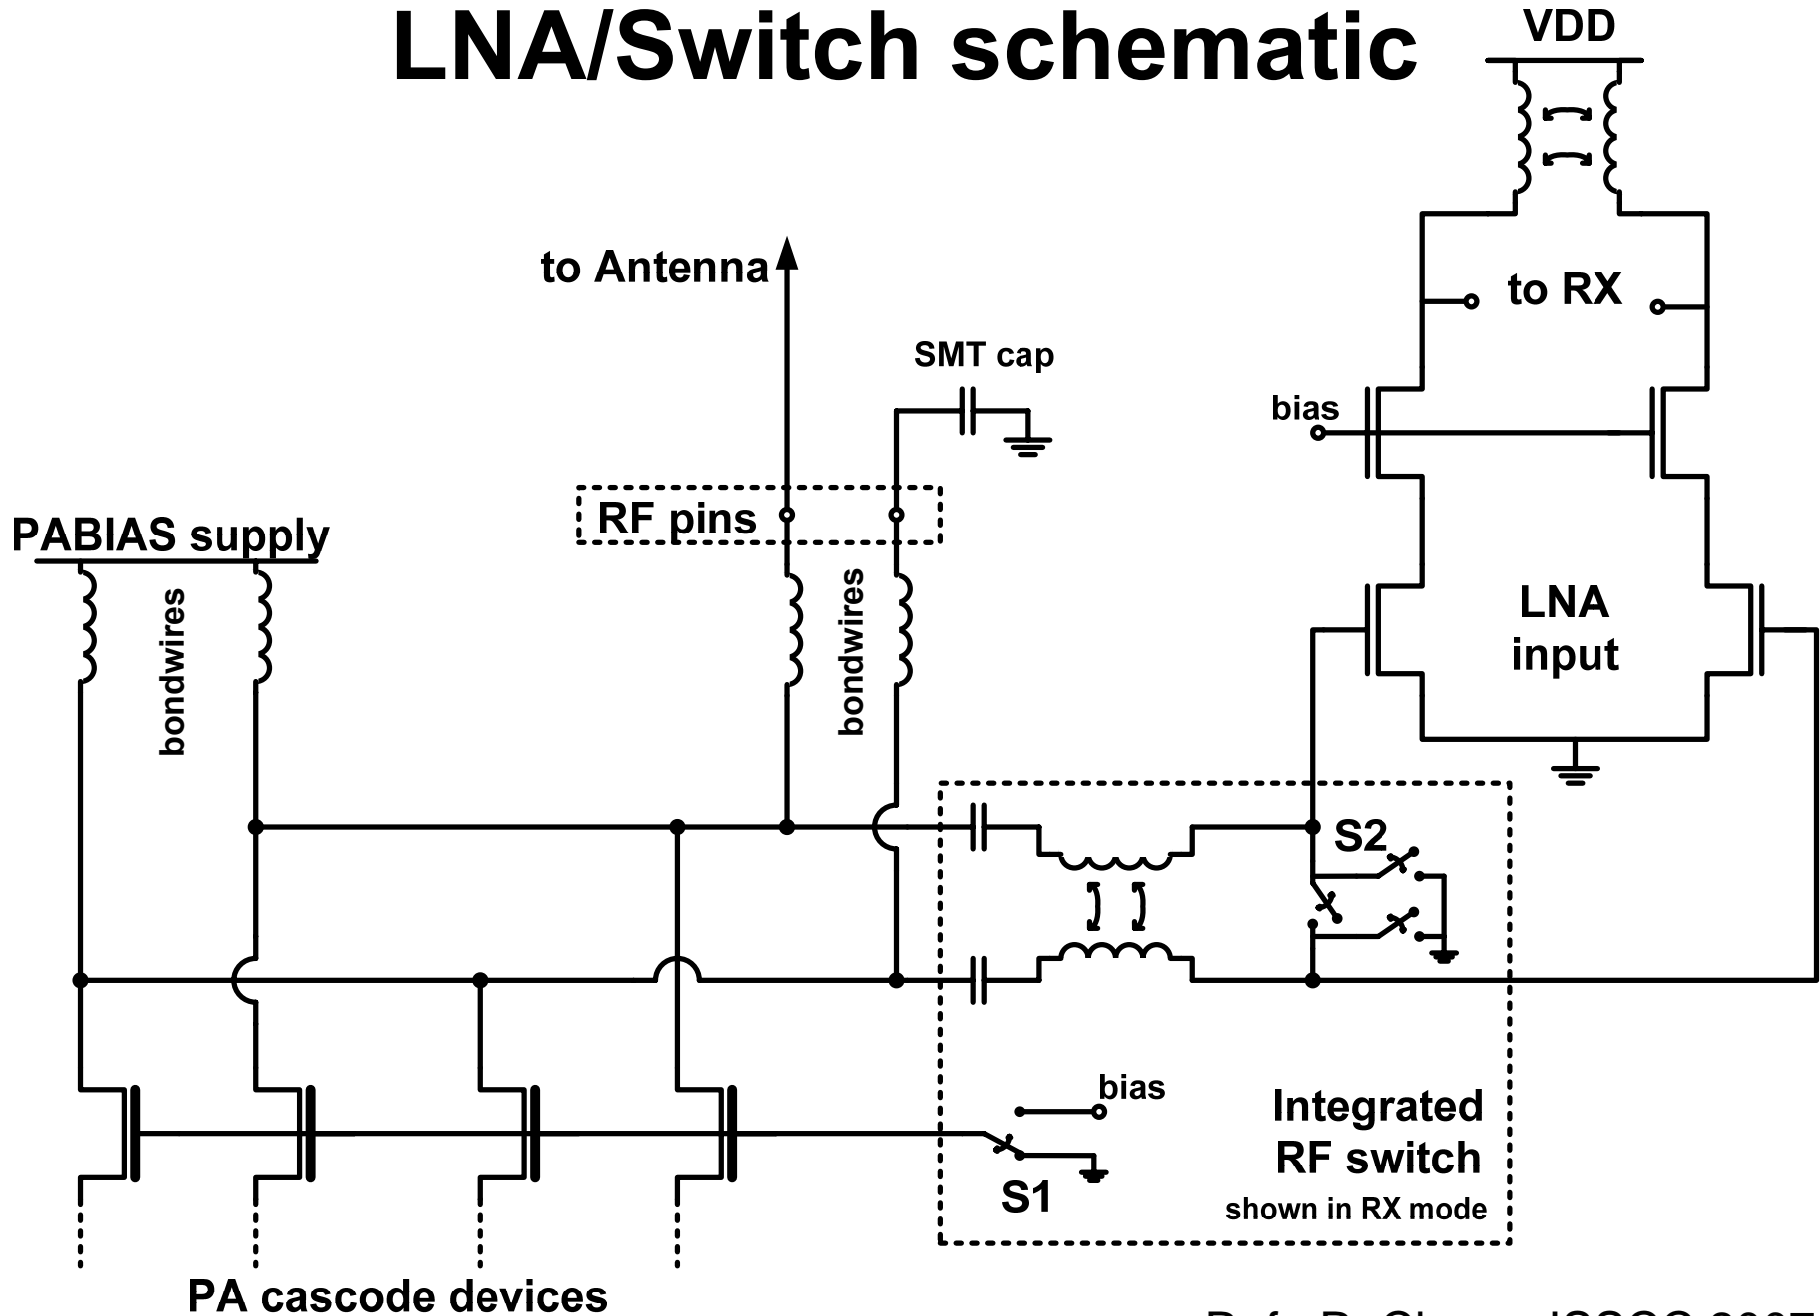 LNA/Switch schematic
VDD
to Antenna
to RX
SMT cap
bias
RF pins
PABIAS supply
bondwires
bondwires
LNA
input
S2
bias
Integrated
RF switch
S1
shown in RX mode
PA cascode devices